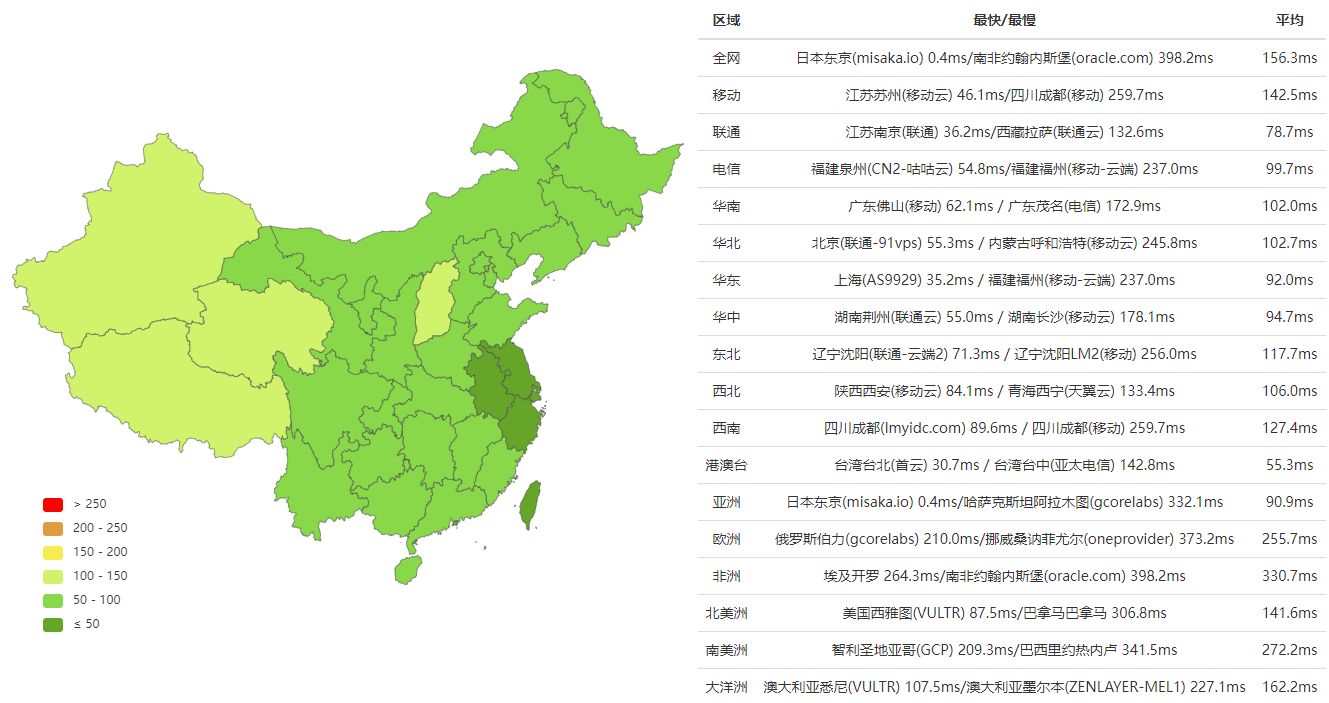 区域 最快/最慢 平均
全网 日本东京(misaka.io) 0.4ms/南非约翰内斯堡(oracle.com) 398.2ms 156.3ms
移动 江苏苏州(移动云) 46.1ms/四川成都(移动) 259.7ms 142.5ms
联通 江苏南京(联通) 36.2ms/西藏拉萨(联通云) 132.6ms 78.7ms
电信 福建泉州(CN2-咕咕云) 54.8ms/福建福州(移动-云端) 237.0ms 99.7ms
华南 广东佛山(移动) 62.1ms / 广东茂名(电信) 172.9ms 102.0ms
华北 北京(联通-91vps) 55.3ms / 内蒙古呼和浩特(移动云) 245.8ms 102.7ms
华东 上海(AS9929) 35.2ms / 福建福州(移动-云端) 237.0ms 92.0ms
华中 湖南荆州(联通云) 55.0ms / 湖南长沙(移动云) 178.1ms 94.7ms
东北 辽宁沈阳(联通-云端2) 71.3ms / 辽宁沈阳LM2(移动) 256.0ms 117.7ms
西北 陕西西安(移动云) 84.1ms / 青海西宁(天翼云) 133.4ms 106.0ms
西南 四川成都(lmyidc.com) 89.6ms / 四川成都(移动) 259.7ms 127.4ms
港澳台 台湾台北(首云) 30.7ms / 台湾台中(亚太电信) 142.8ms 55.3ms
亚洲 日本东京(misaka.io) 0.4ms/哈萨克斯坦阿拉木图(gcorelabs) 332.1ms 90.9ms
欧洲 俄罗斯伯力(gcorelabs) 210.0ms/挪威桑讷菲尤尔(oneprovider) 373.2ms 255.7ms
非洲 埃及开罗 264.3ms/南非约翰内斯堡(oracle.com) 398.2ms 330.7ms
北美洲 美国西雅图(VULTR) 87.5ms/巴拿马巴拿马 306.8ms 141.6ms
南美洲 智利圣地亚哥(GCP) 209.3ms/巴西里约热内卢 341.5ms 272.2ms
大洋洲 澳大利亚悉尼(VULTR) 107.5ms/澳大利亚墨尔本(ZENLAYER-MEL1) 227.1ms 162.2ms
> 250
200 - 250
150 - 200
100 - 150
50 - 100
≤ 50